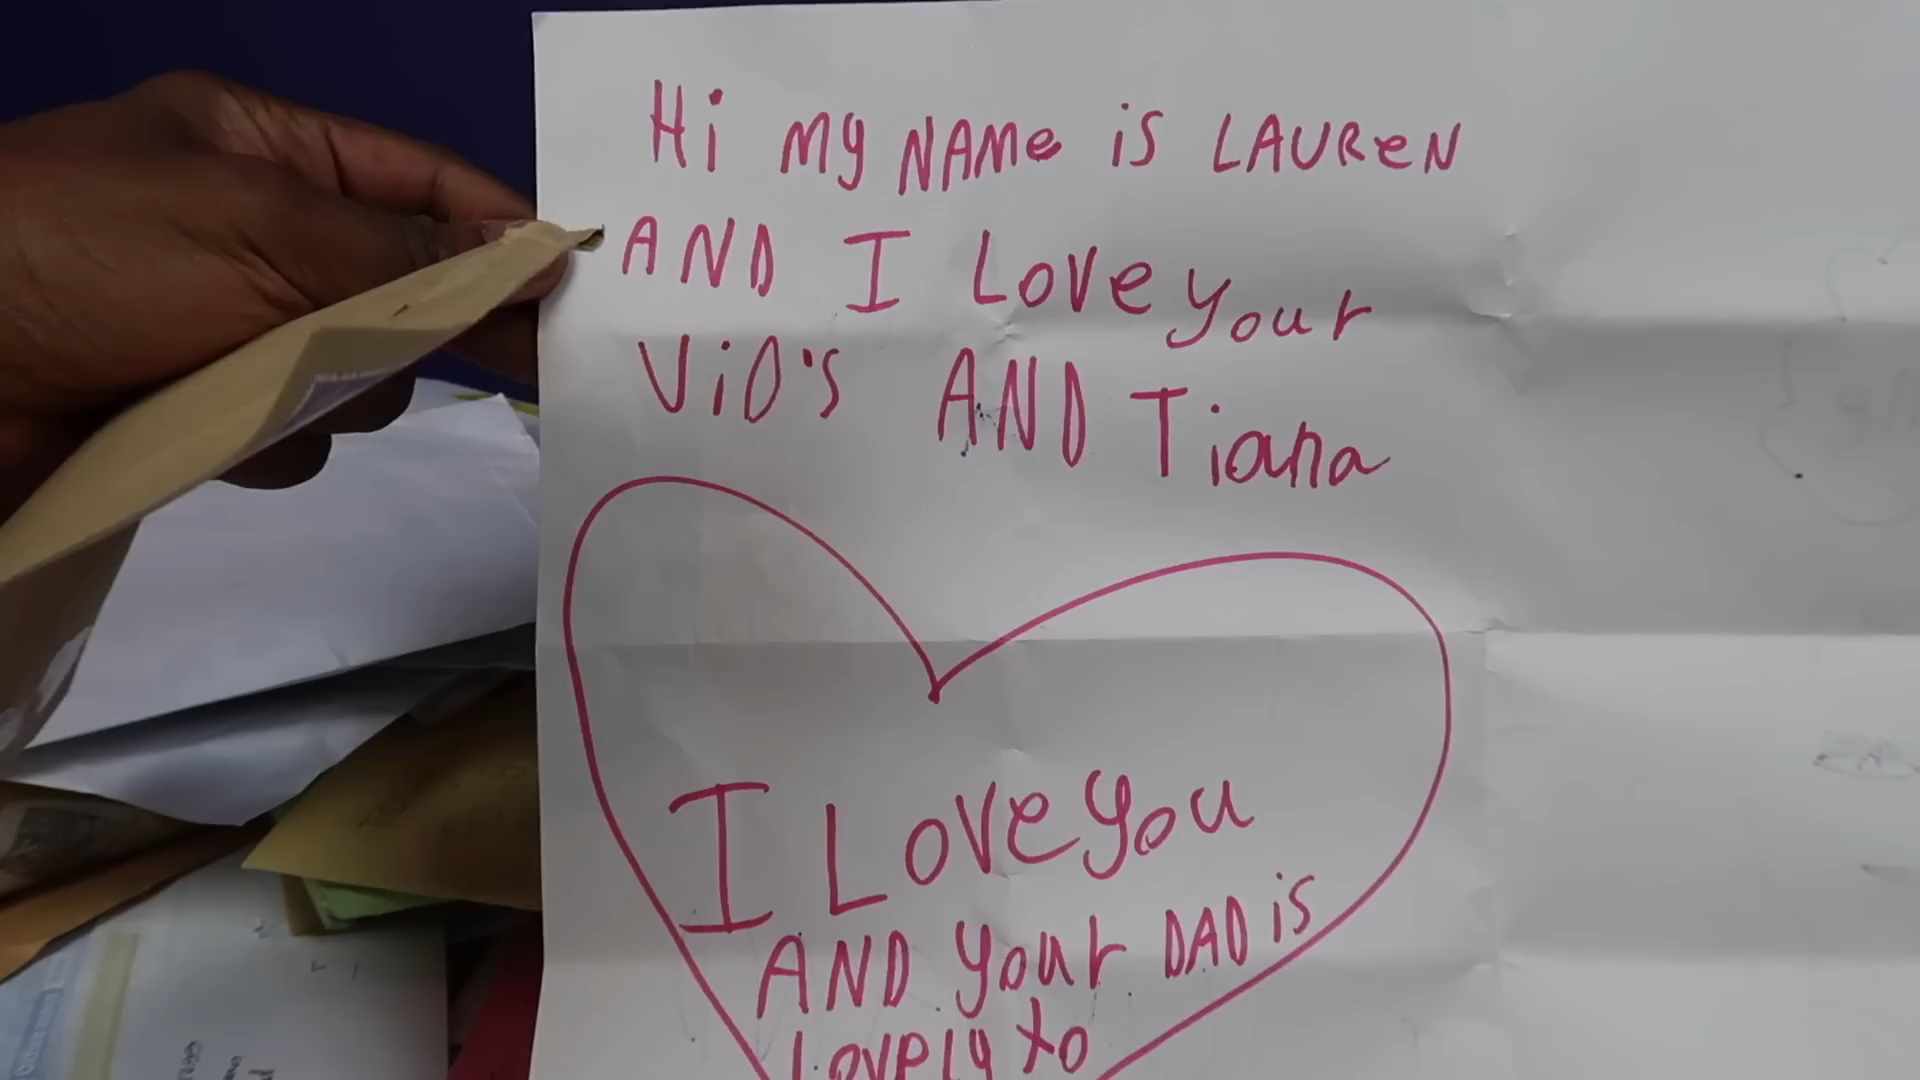 Hi MY NAMe is LAUReN
AND I LoVe your
ViD's AND Tiana
I LoVe you
AND your DAD is
LOVELY to